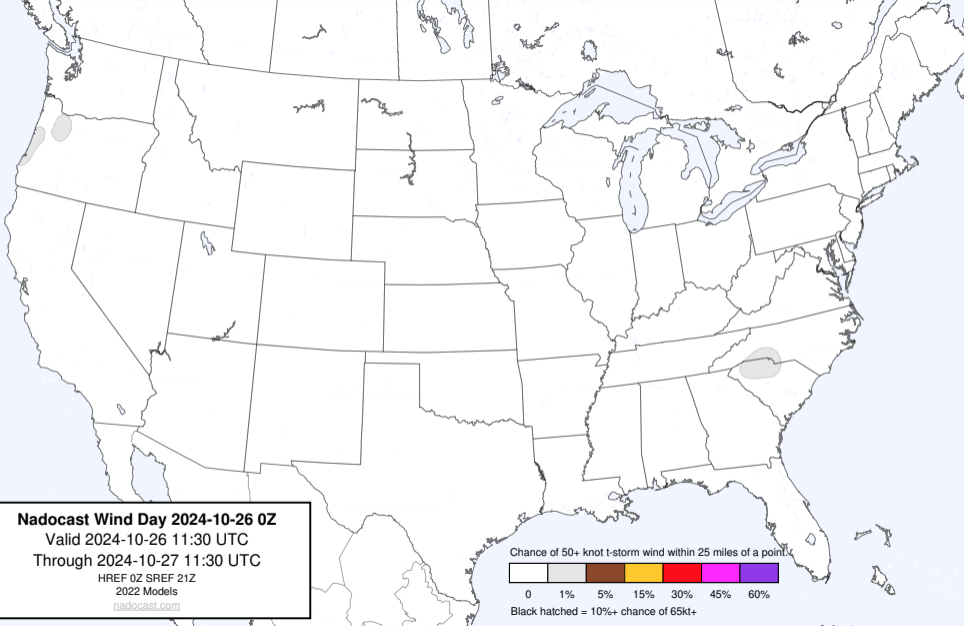 Nadocast Wind Day 2024-10-26 0Z
Valid 2024-10-26 11:30 UTC
Through 2024-10-27 11:30 UTC
HREF 0Z SREF 21Z
2022 Models
nadocast.com
Chance of 50+ knot t-storm wind within 25 miles of a point.
0 1% 5% 15% 30% 45% 60%
Black hatched = 10%+ chance of 65kt+